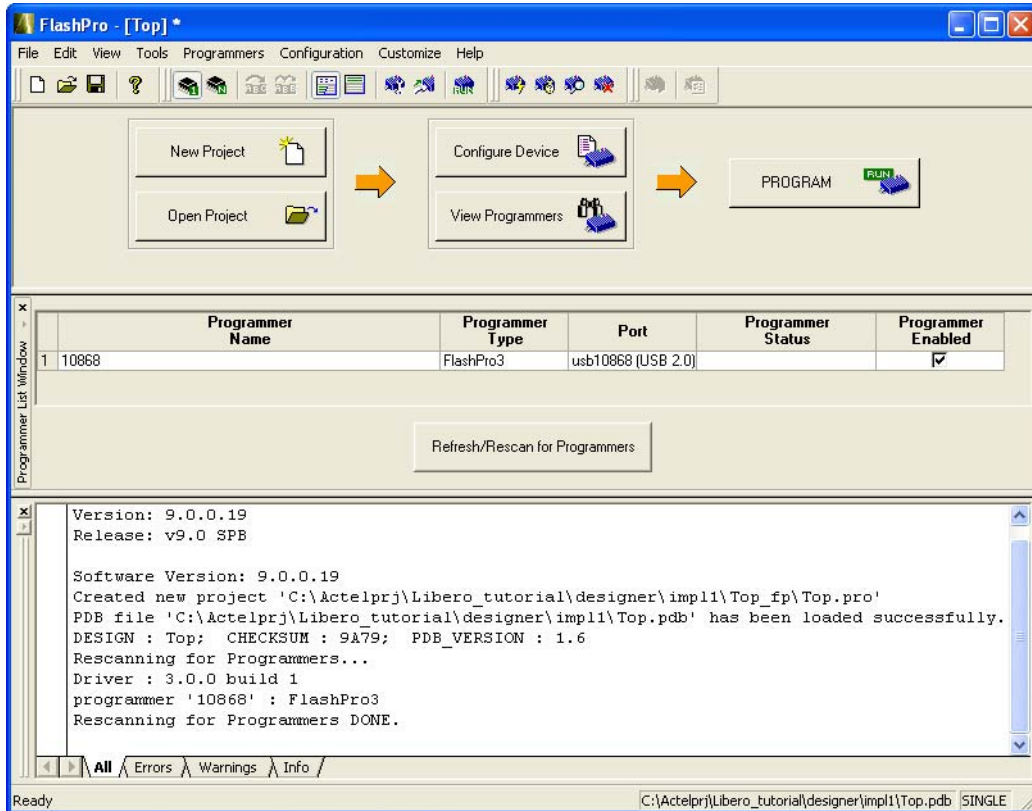 FlashPro - [Top] *
File Edit View Tools Programmers Configuration Customize Help
New Project
Configure Device
PROGRAM
RUN
Open Project
View Programmers
Programmer List Window
Programmer Name
Programmer Type
Port
Programmer Status
Programmer Enabled
1 10868 FlashPro3 usb10868 (USB 2.0)
Refresh/Rescan for Programmers
Version: 9.0.0.19
Release: v9.0 SPB
Software Version: 9.0.0.19
Created new project 'C:\Actelprj\Libero_tutorial\designer\impl1\Top_fp\Top.pro'
PDB file 'C:\Actelprj\Libero_tutorial\designer\impl1\Top.pdb' has been loaded successfully.
DESIGN : Top; CHECKSUM : 9A79; PDB_VERSION : 1.6
Rescanning for Programmers...
Driver : 3.0.0 build 1
programmer '10868' : FlashPro3
Rescanning for Programmers DONE.
All Errors Warnings Info
Ready
C:\Actelprj\Libero_tutorial\designer\impl1\Top.pdb SINGLE